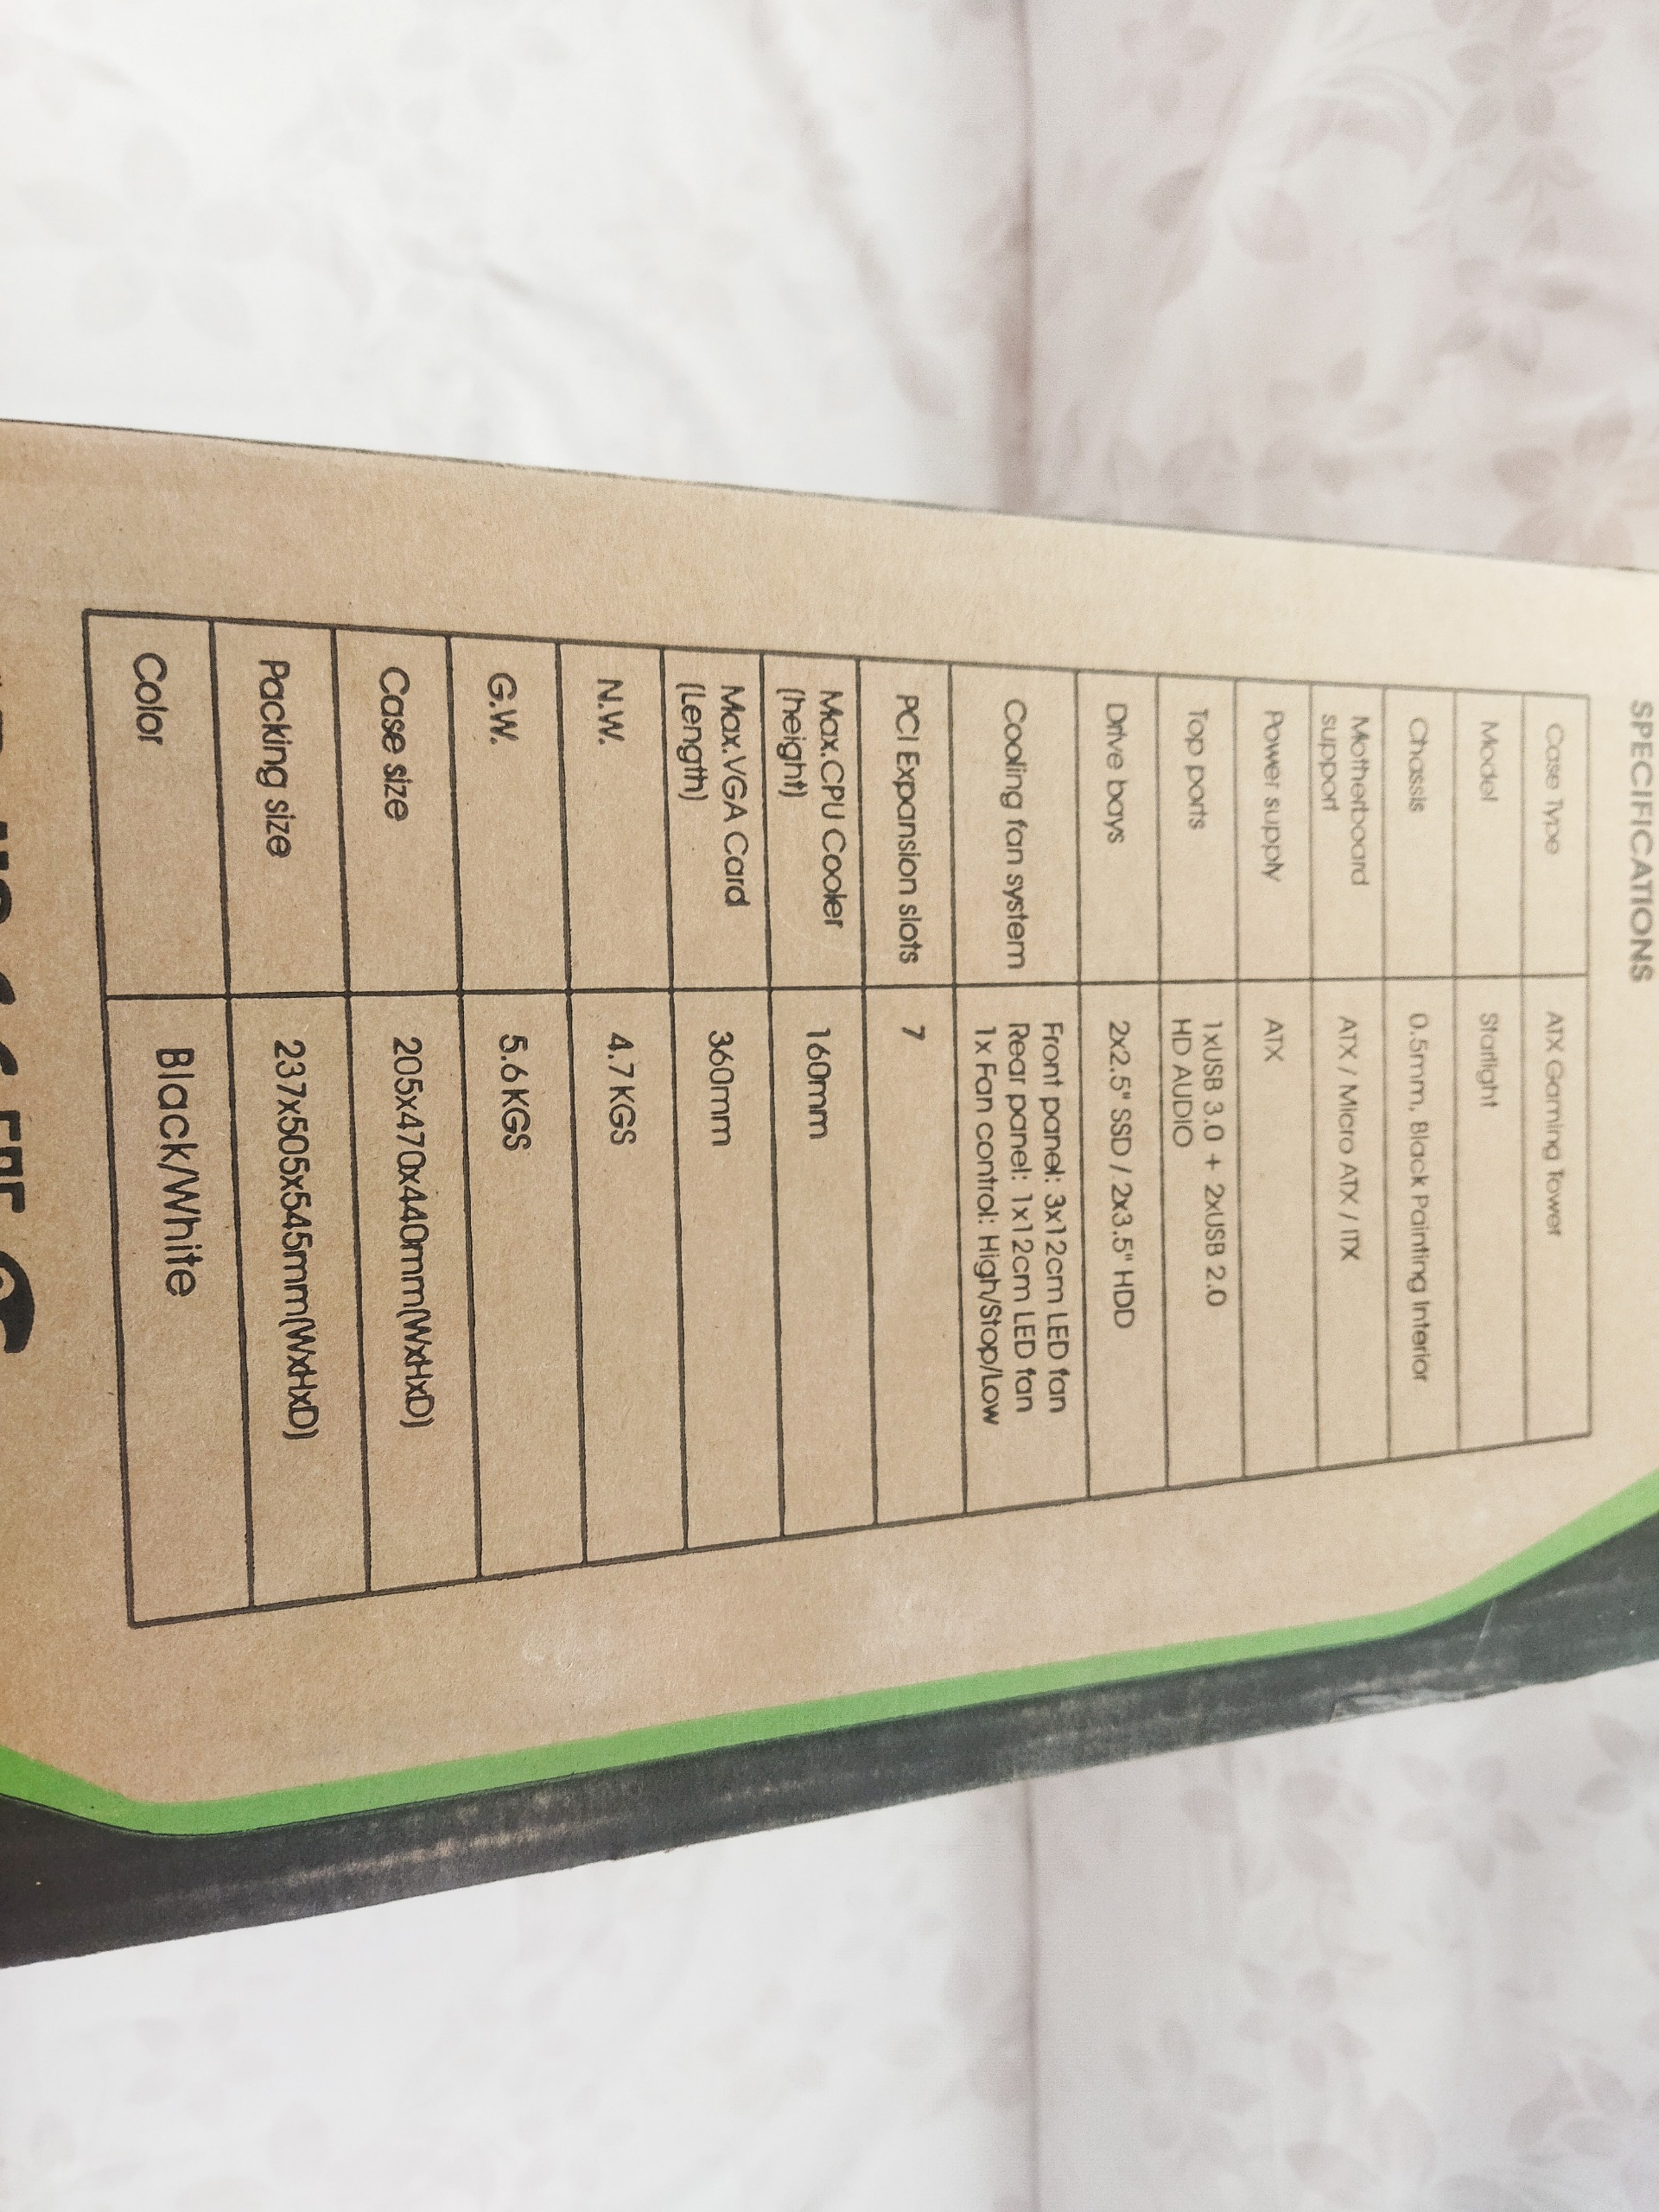 SPECIFICATIONS
Case Type ATX Gaming Tower
Model Starlight
Chassis 0.5mm, Black Painting Interior
Motherboard support ATX / Micro ATX / ITX
Power supply ATX
Top ports 1xUSB 3.0 + 2xUSB 2.0
HD AUDIO
Drive bays 2x2.5" SSD / 2x3.5" HDD
Cooling fan system Front panel: 3x12cm LED fan
Rear panel: 1x12cm LED fan
1x Fan control: High/Stop/Low
PCI Expansion slots 7
Max.CPU Cooler (height) 160mm
Max.VGA Card (Length) 360mm
N.W. 4.7 KGS
G.W. 5.6 KGS
Case size 205x470x440mm(WxHxD)
Packing size 237x505x545mm(WxHxD)
Color Black/White